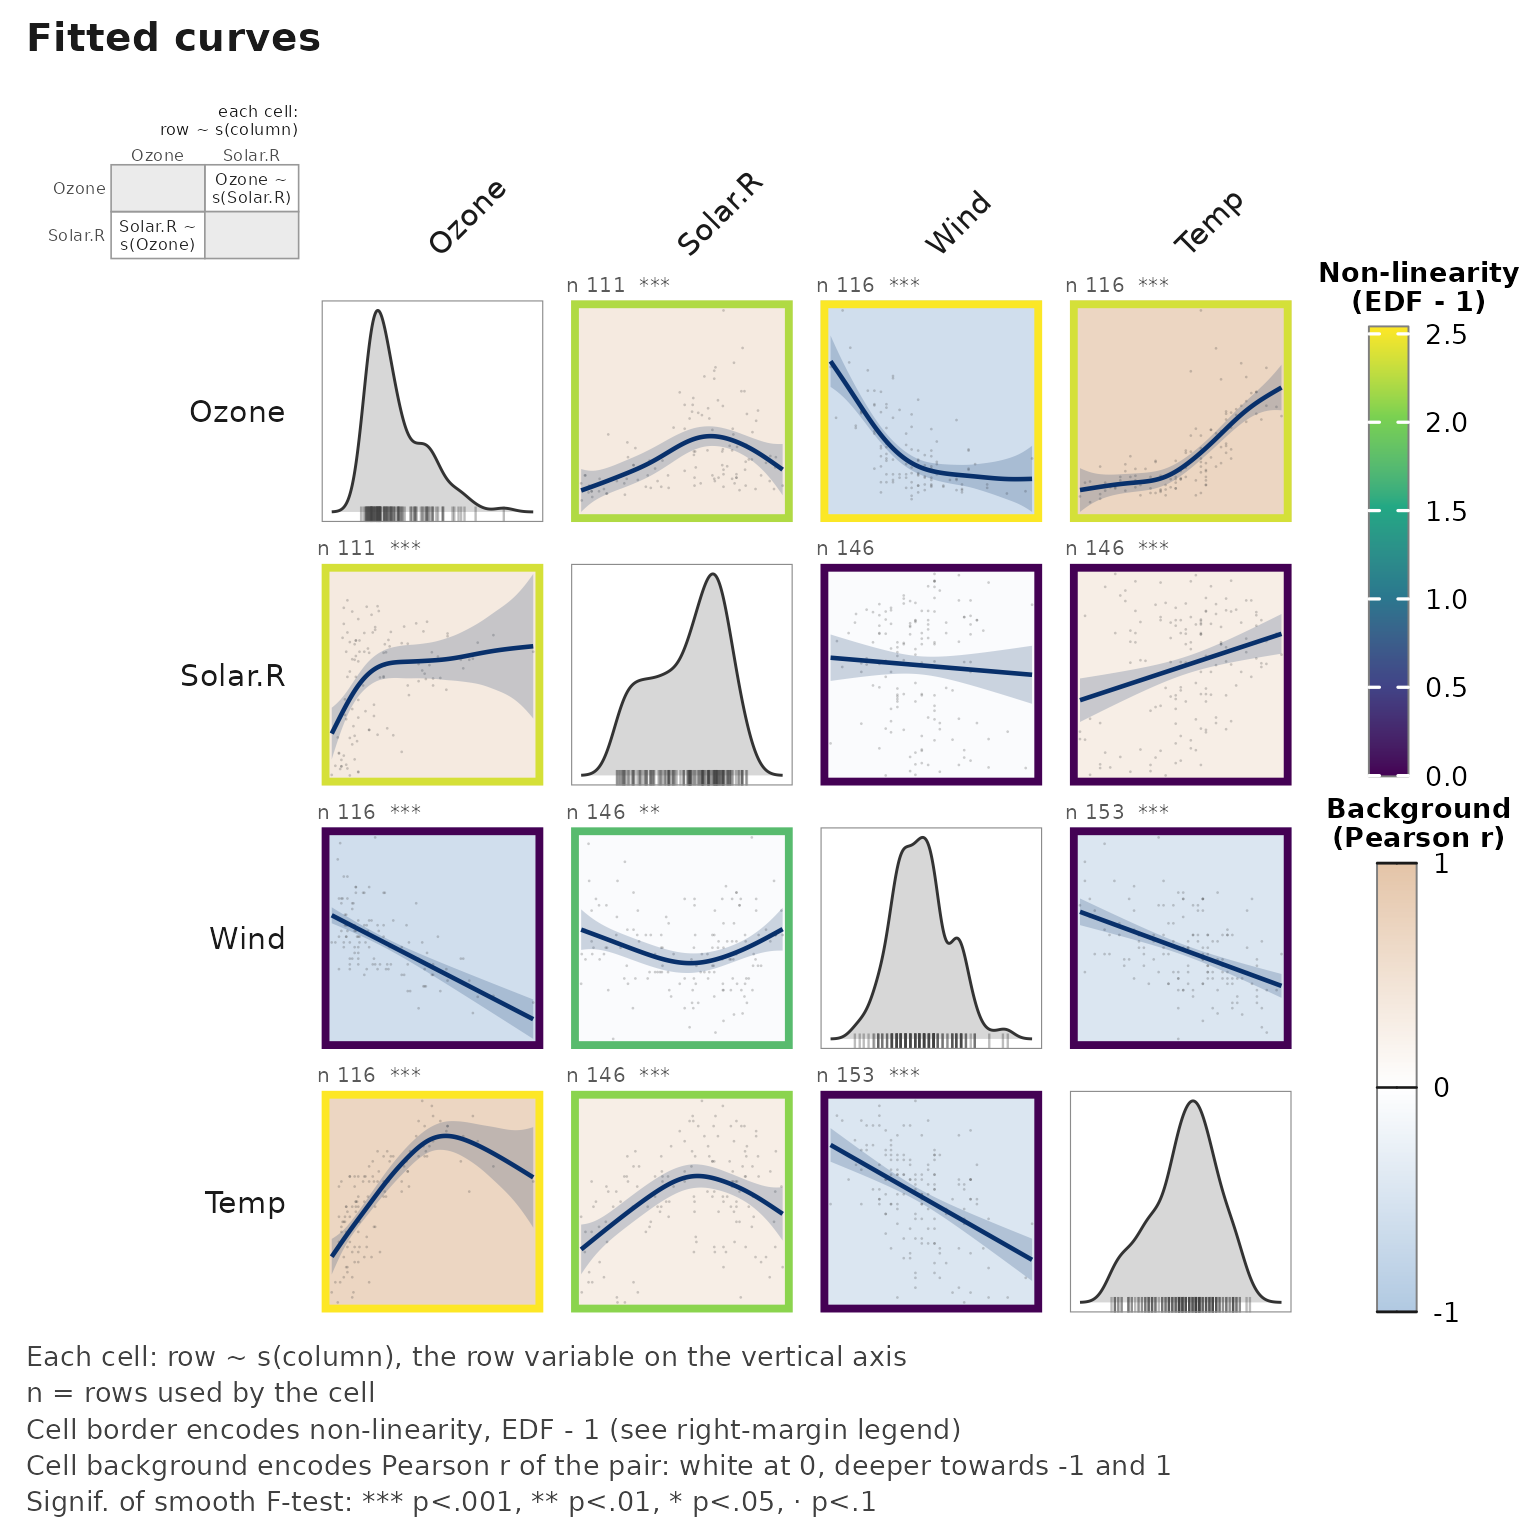 Fitted curves
each cell:
row ~ s(column)
Ozone Solar.R
Ozone
Ozone ~
s(Solar.R)
Solar.R
Solar.R ~
s(Ozone)
Ozone Solar.R Wind Temp
n 111 *** n 116 *** n 116 ***
Ozone
n 111 *** n 146 n 146 ***
Solar.R
n 116 *** n 146 ** n 153 ***
Wind
n 116 *** n 146 *** n 153 ***
Temp
Non-linearity
(EDF - 1)
2.5
2.0
1.5
1.0
0.5
0.0
Background
(Pearson r)
1
0
-1
Each cell: row ~ s(column), the row variable on the vertical axis
n = rows used by the cell
Cell border encodes non-linearity, EDF - 1 (see right-margin legend)
Cell background encodes Pearson r of the pair: white at 0, deeper towards -1 and 1
Signif. of smooth F-test: *** p<.001, ** p<.01, * p<.05, · p<.1